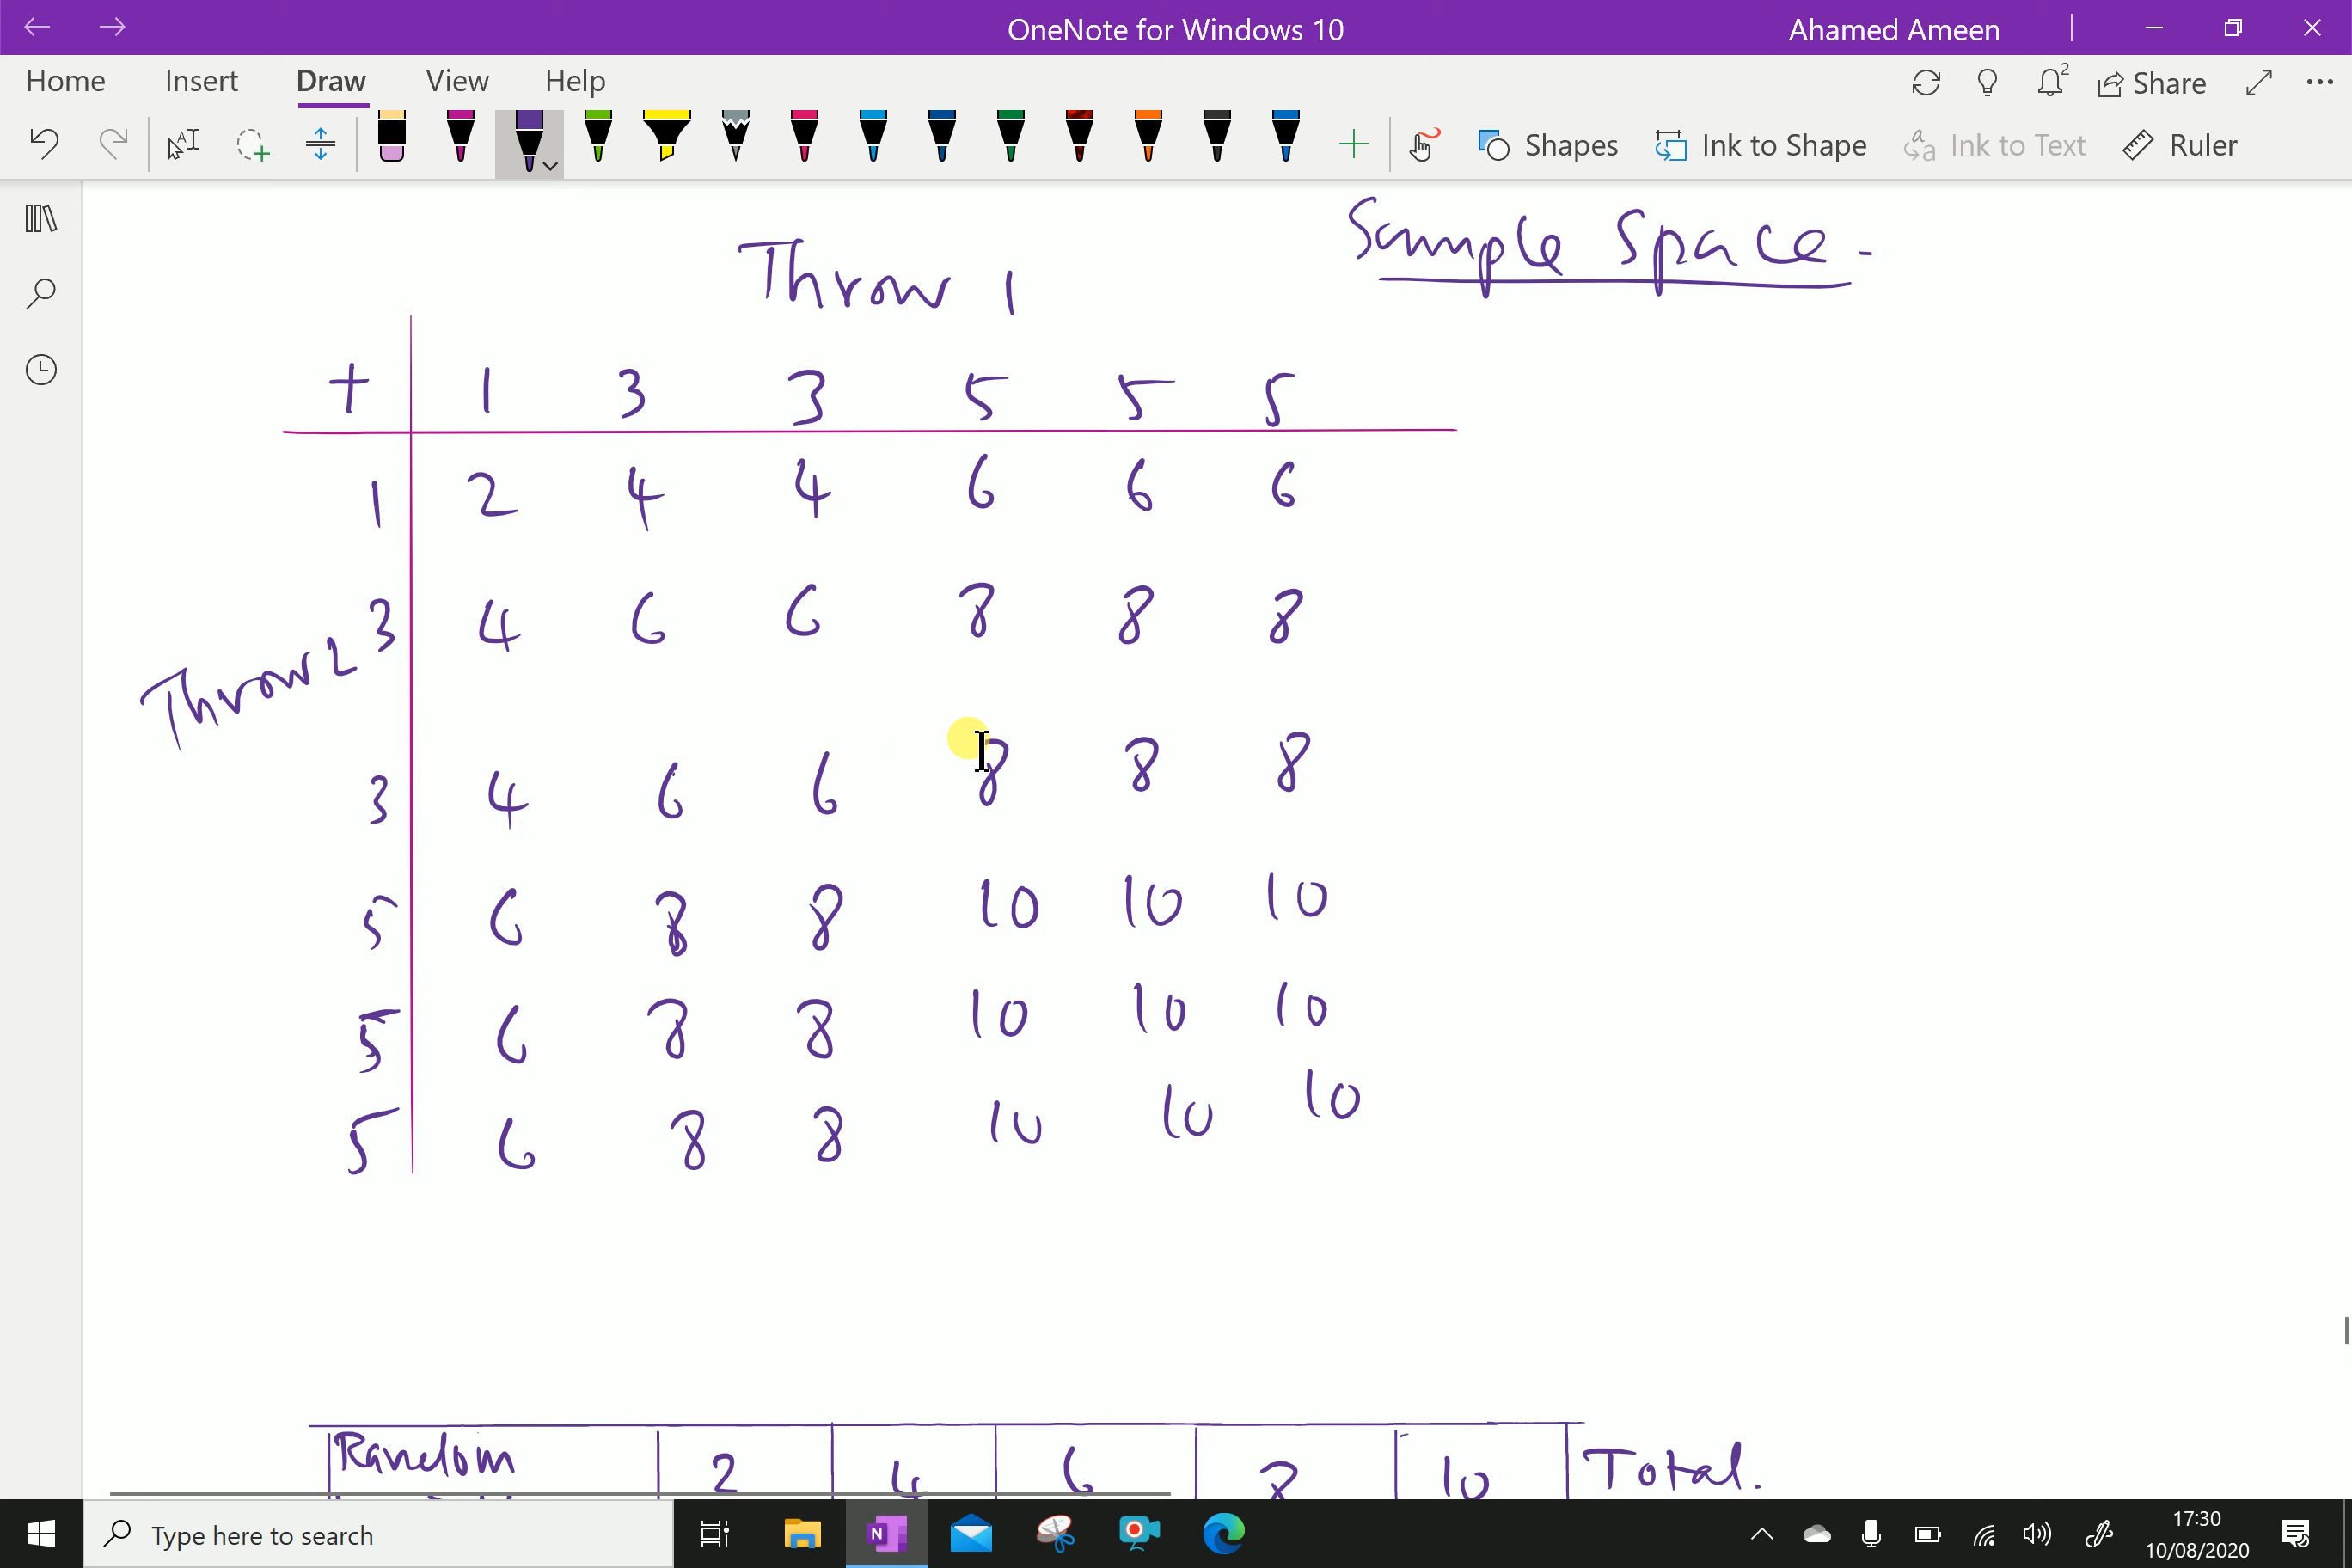 OneNote for Windows 10
Ahamed Ameen
Home Insert Draw View Help
2
Share
Shapes Ink to Shape Ink to Text Ruler
Sample Space -
Throw 1
+ 1 3 3 5 5 5
1 2 4 4 6 6 6
3 4 6 6 8 8 8
Throw 2
3 4 6 6 8 8 8
5 6 8 8 10 10 10
5 6 8 8 10 10 10
5 6 8 8 10 10 10
Random 2 4 6 8 10 Total.
Type here to search
17:30
10/08/2020